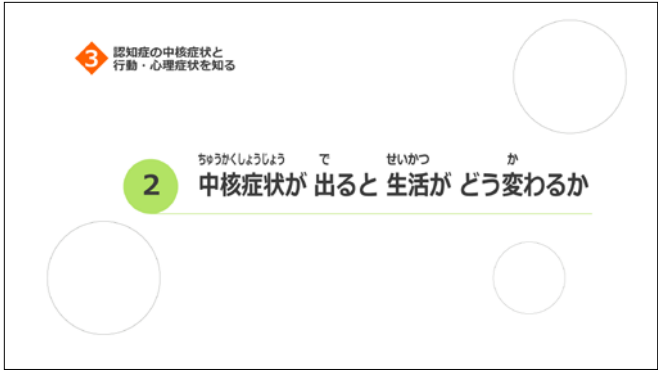 3
認知症の中核症状と
行動・心理症状を知る
ちゅうかくしょうじょう で せいかつ か
2 中核症状が 出ると 生活が どう変わるか